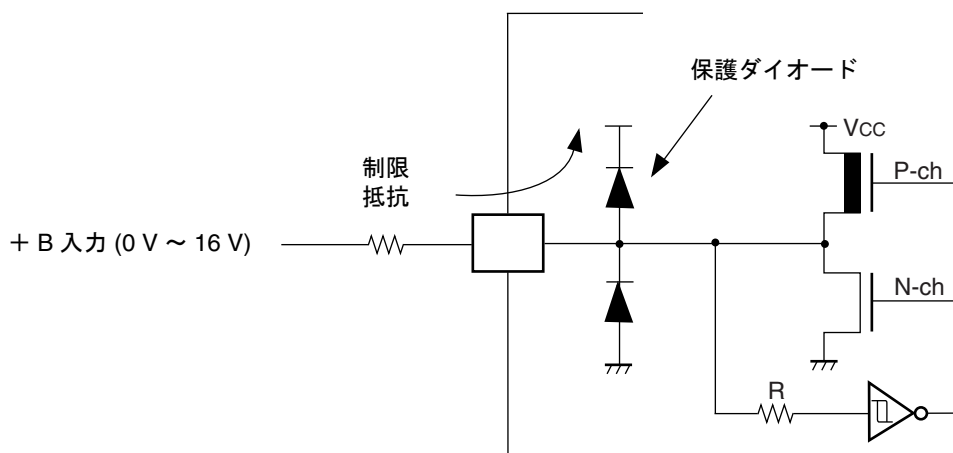 保護ダイオード
VCC
P-ch
制限
抵抗
＋ B 入力 (0 V ～ 16 V)
N-ch
R